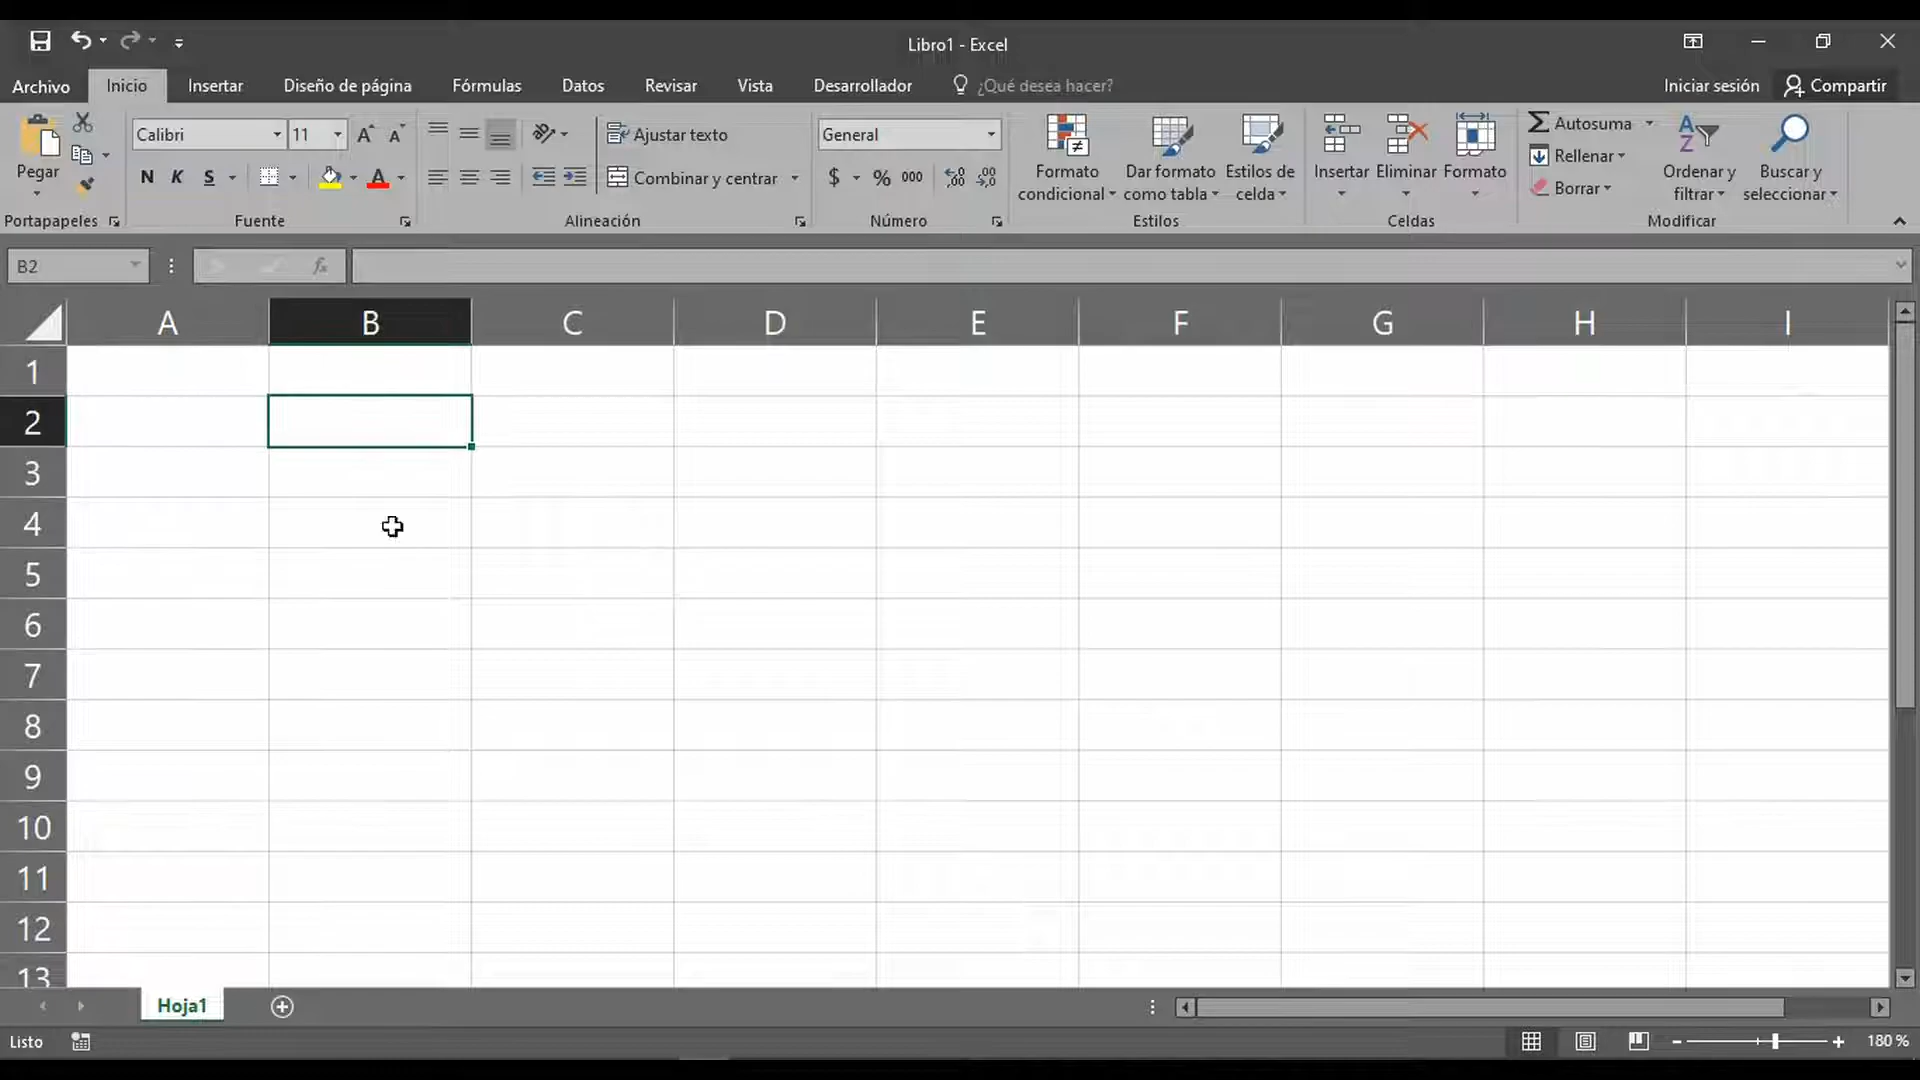 Libro1 - Excel
Archivo Inicio Insertar Diseño de página Fórmulas Datos Revisar Vista Desarrollador ¿Qué desea hacer? Iniciar sesión Compartir
Pegar
Portapapeles
Calibri 11
N K S
Fuente
Ajustar texto
Combinar y centrar
Alineación
General
$ % 000
Número
Formato condicional
Dar formato como tabla
Estilos de celda
Estilos
Insertar Eliminar Formato
Celdas
Autosuma
Rellenar
Borrar
Ordenar y filtrar
Buscar y seleccionar
Modificar
B2 fx
A B C D E F G H I
1
2
3
4
5
6
7
8
9
10
11
12
13
Hoja1
Listo 180 %